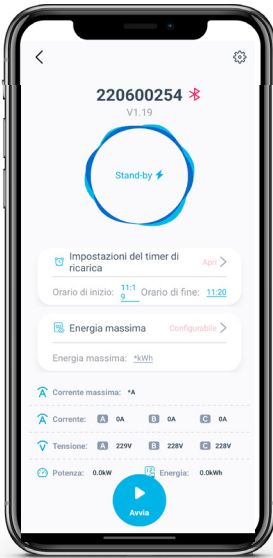 220600254
V1.19
Stand-by
Impostazioni del timer di
ricarica
Apri
Orario di inizio: 11:1
9
Orario di fine: 11:20
Energia massima Configurabile
Energia massima: *kWh
Corrente massima: *A
Corrente: A 0A B 0A C 0A
Tensione: A 229V B 228V C 228V
Potenza: 0.0kW Energia: 0.0kWh
Avvia